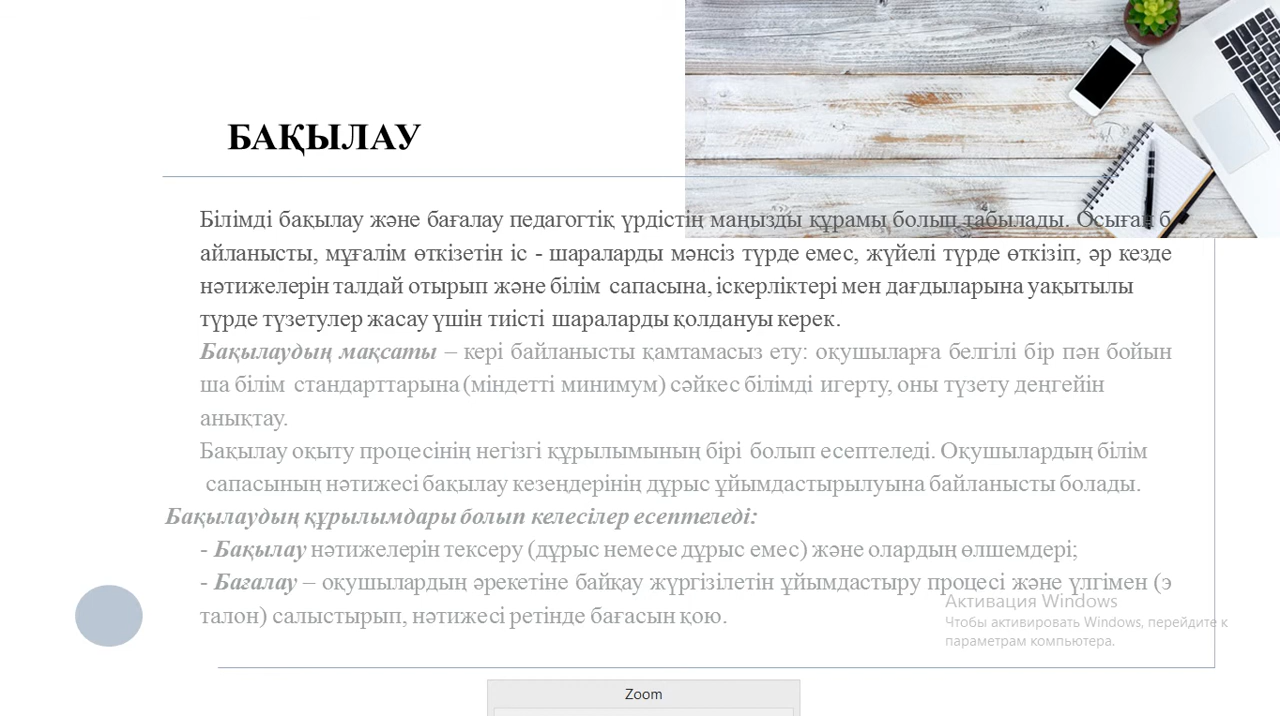 БАҚЫЛАУ
Білімді бақылау және бағалау педагогтіқ үрдістің маңызды құрамы болып табылады. Осыған б
айланысты, мұғалім өткізетін іс - шараларды мәнсіз түрде емес, жүйелі түрде өткізіп, әр кезде
нәтижелерін талдай отырып және білім сапасына, іскерліктері мен дағдыларына уақытылы
түрде түзетулер жасау үшін тиісті шараларды қолдануы керек.
Бақылаудың мақсаты – кері байланысты қамтамасыз ету: оқушыларға белгілі бір пән бойын
ша білім стандарттарына (міндетті минимум) сәйкес білімді игерту, оны түзету деңгейін
анықтау.
Бақылау оқыту процесінің негізгі құрылымының бірі болып есептеледі. Оқушылардың білім
сапасының нәтижесі бақылау кезеңдерінің дұрыс ұйымдастырылуына байланысты болады.
Бақылаудың құрылымдары болып келесілер есептеледі:
- Бақылау нәтижелерін тексеру (дұрыс немесе дұрыс емес) және олардың өлшемдері;
- Бағалау – оқушылардың әрекетіне байқау жүргізілетін ұйымдастыру процесі және үлгімен (э
талон) салыстырып, нәтижесі ретінде бағасын қою.
Активация Windows
Чтобы активировать Windows, перейдите к
параметрам компьютера.
Zoom